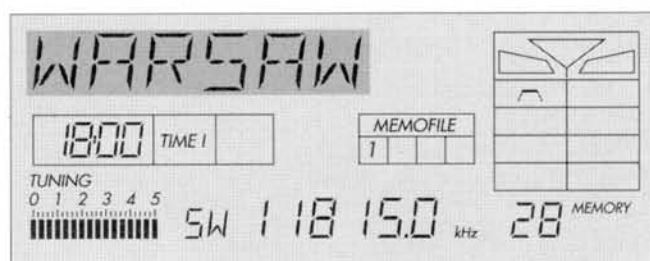 WARSAW
18:00 TIME I
MEMOFILE
1
TUNING
0 1 2 3 4 5
SW 11815.0 kHz
28 MEMORY